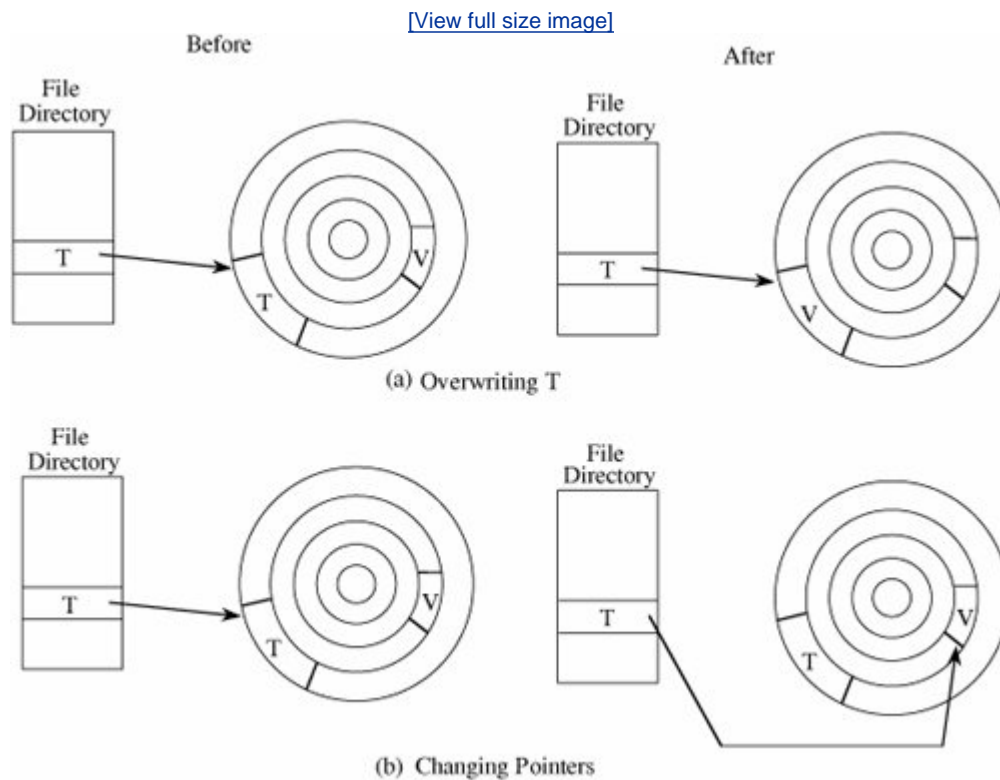 [View full size image]
Before
After
File
Directory
T
T
V
File
Directory
T
V
(a) Overwriting T
File
Directory
T
T
V
File
Directory
T
T
V
(b) Changing Pointers